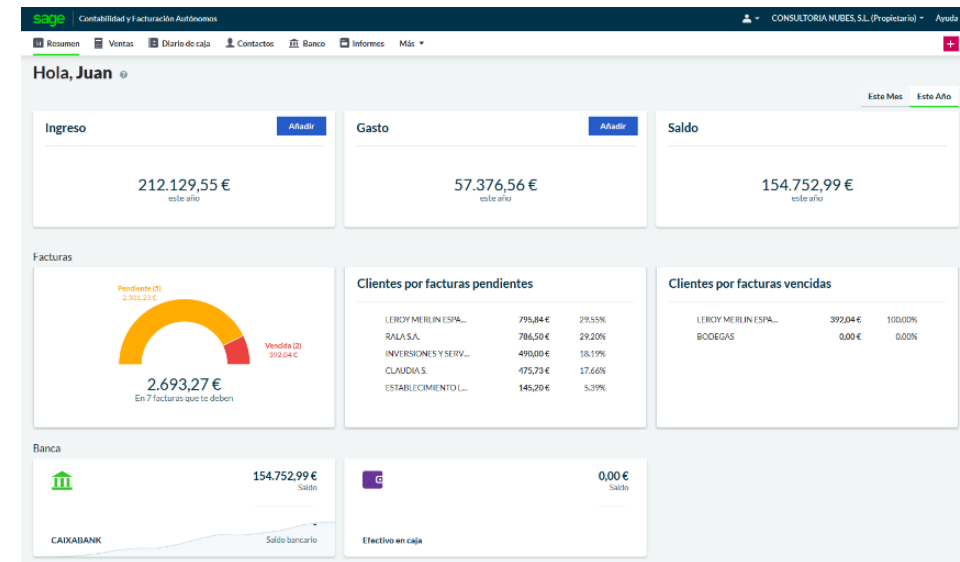 sage Contabilidad y Facturación Autónomos CONSULTORIA NUBES, S.L. (Propietario) Ayuda
Resumen Ventas Diario de caja Contactos Banco Informes Más
Hola, Juan
Este Mes Este Año
Ingreso Añadir
212.129,55 €
este año
Gasto Añadir
57.376,56 €
este año
Saldo
154.752,99 €
este año
Facturas
Pendiente (5)
2.301,23 €
Vencida (2)
392,04 €
2.693,27 €
En 7 facturas que te deben
Clientes por facturas pendientes
LEROY MERLIN ESPA... 795,84 € 29.55%
RALA S.A. 786,50 € 29.20%
INVERSIONES Y SERV... 490,00 € 18.19%
CLAUDIA S. 475,73 € 17.66%
ESTABLECIMIENTO L... 145,20 € 5.39%
Clientes por facturas vencidas
LEROY MERLIN ESPA... 392,04 € 100.00%
BODEGAS 0,00 € 0.00%
Banca
154.752,99 €
Saldo
CAIXABANK Saldo bancario
0,00 €
Saldo
Efectivo en caja